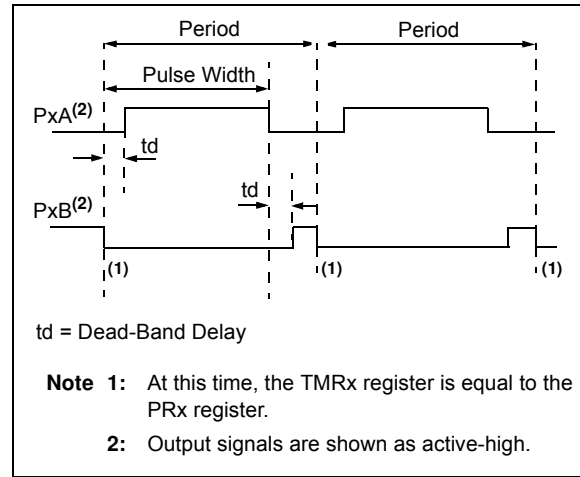 Period Period
Pulse Width
PxA(2)
td
td
PxB(2)
(1) (1) (1)
td = Dead-Band Delay
Note 1: At this time, the TMRx register is equal to the
PRx register.
2: Output signals are shown as active-high.